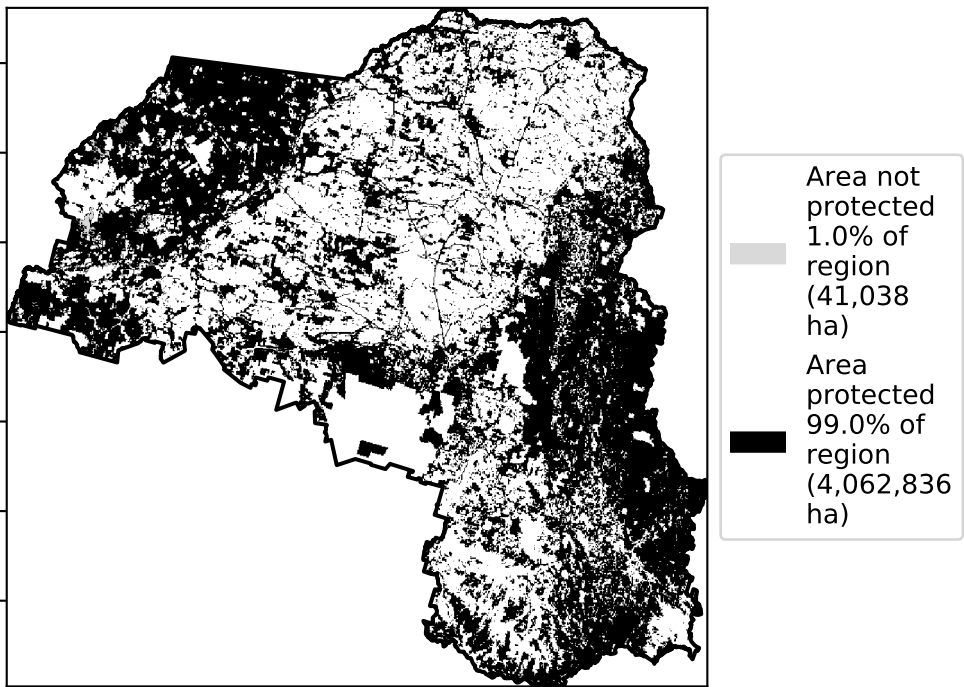 Area not
protected
1.0% of
region
(41,038
ha)
Area
protected
99.0% of
region
(4,062,836
ha)